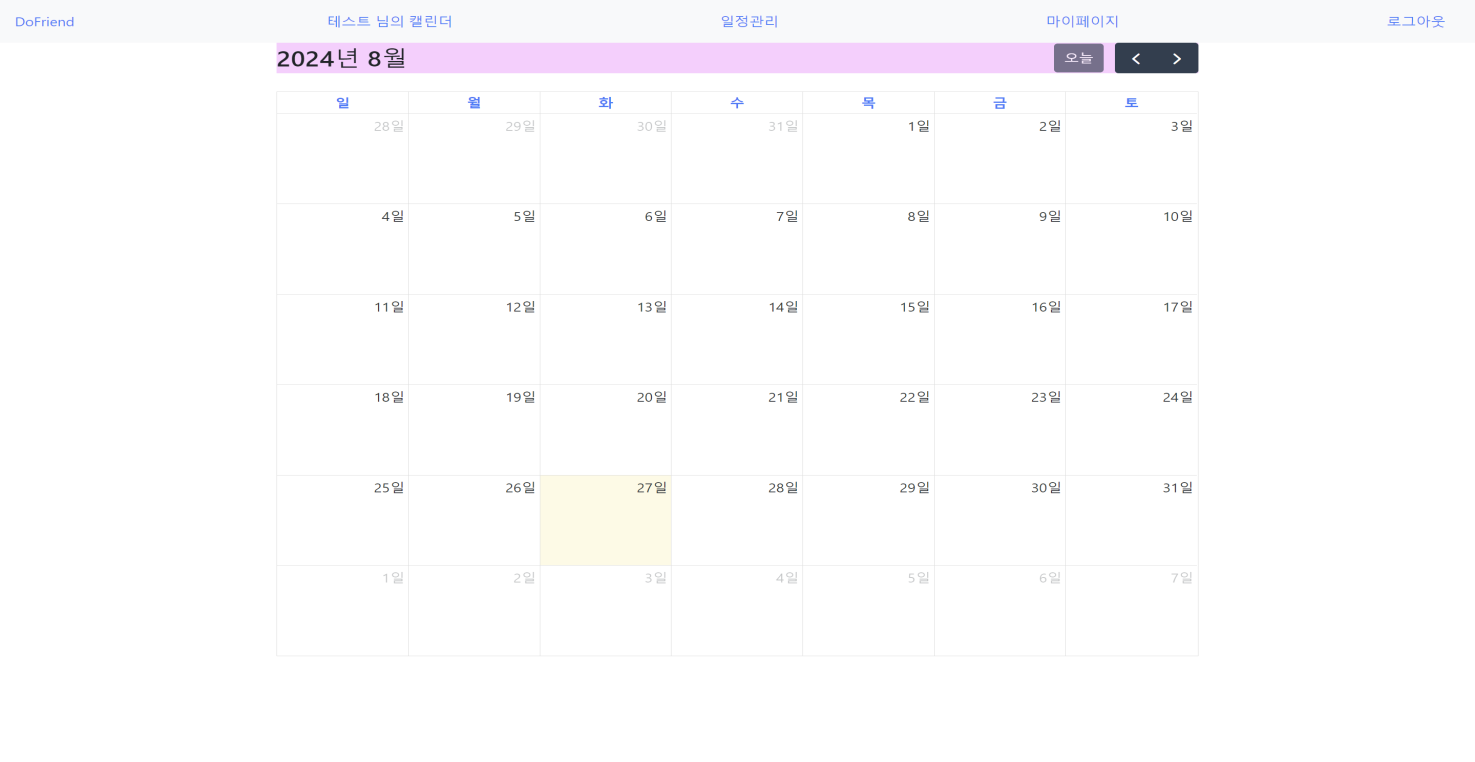 DoFriend 테스트 님의 캘린더 일정관리 마이페이지 로그아웃
2024년 8월 오늘
일 월 화 수 목 금 토
28일 29일 30일 31일 1일 2일 3일
4일 5일 6일 7일 8일 9일 10일
11일 12일 13일 14일 15일 16일 17일
18일 19일 20일 21일 22일 23일 24일
25일 26일 27일 28일 29일 30일 31일
1일 2일 3일 4일 5일 6일 7일